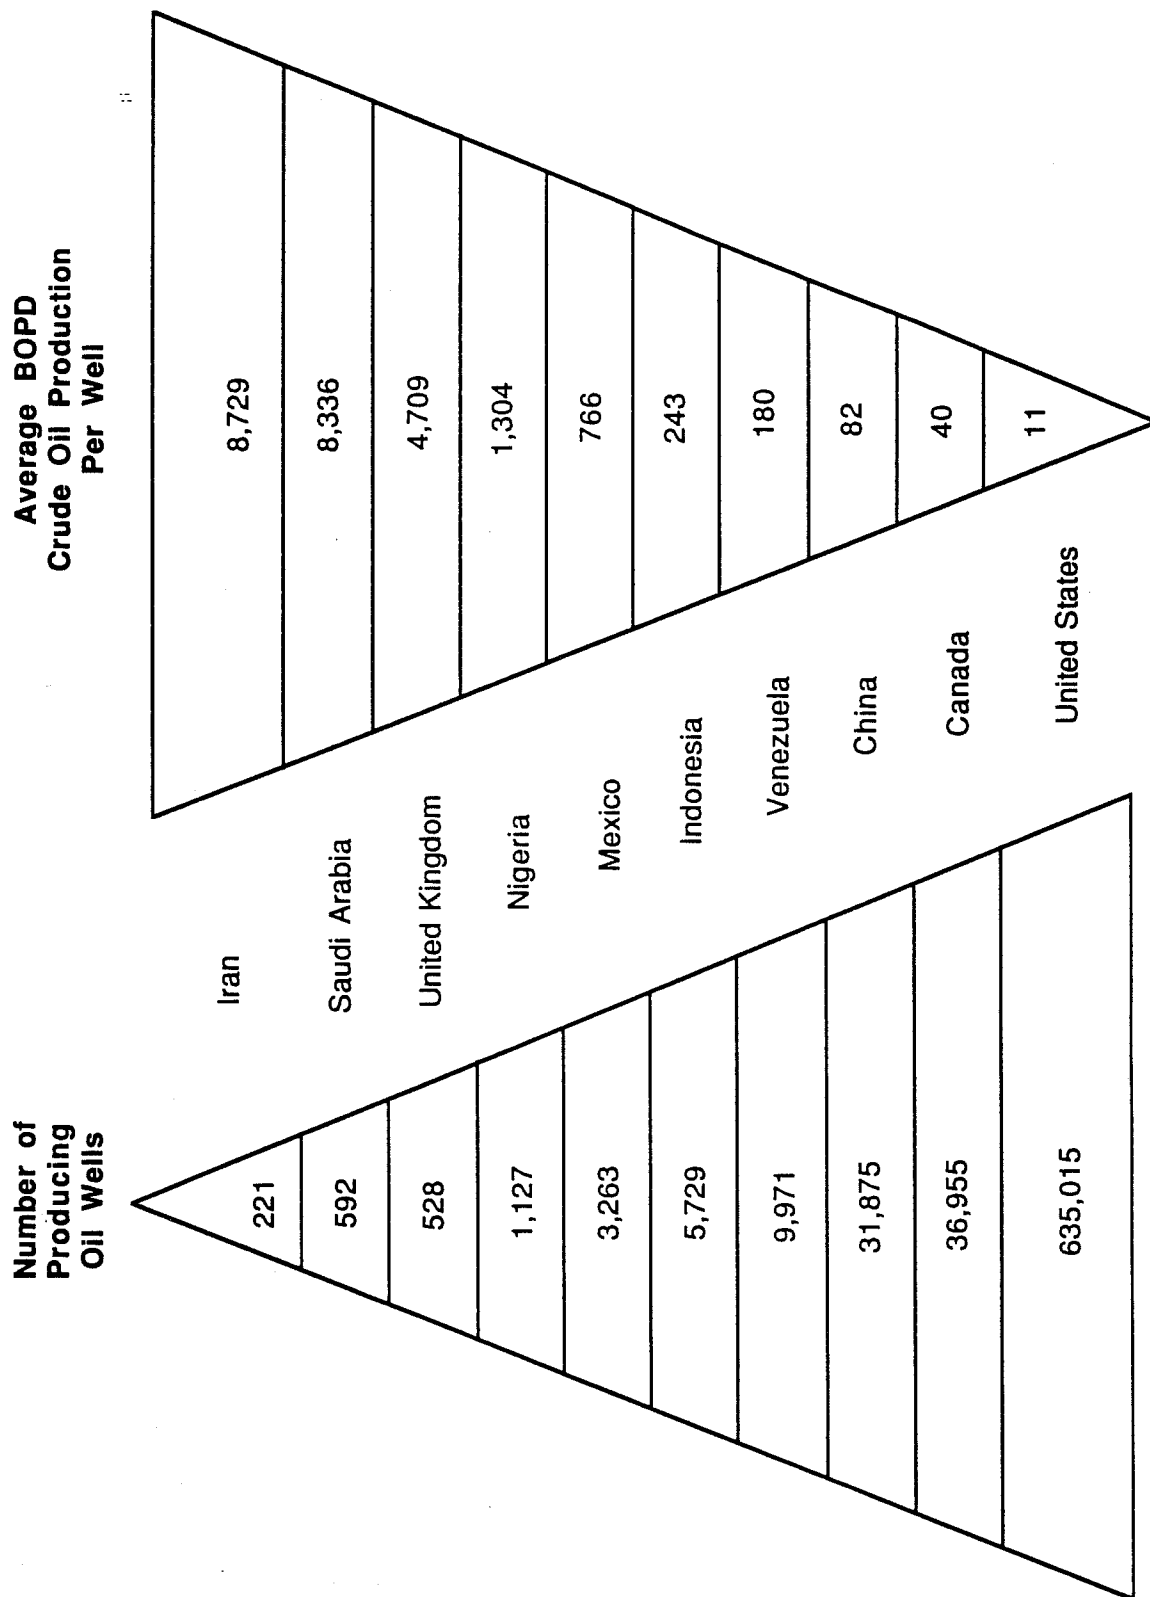 Number of
Producing
Oil Wells
Average BOPD
Crude Oil Production
Per Well
221
Iran
8,729
592
Saudi Arabia
8,336
528
United Kingdom
4,709
1,127
Nigeria
1,304
3,263
Mexico
766
5,729
Indonesia
243
9,971
Venezuela
180
31,875
China
82
36,955
Canada
40
635,015
United States
11